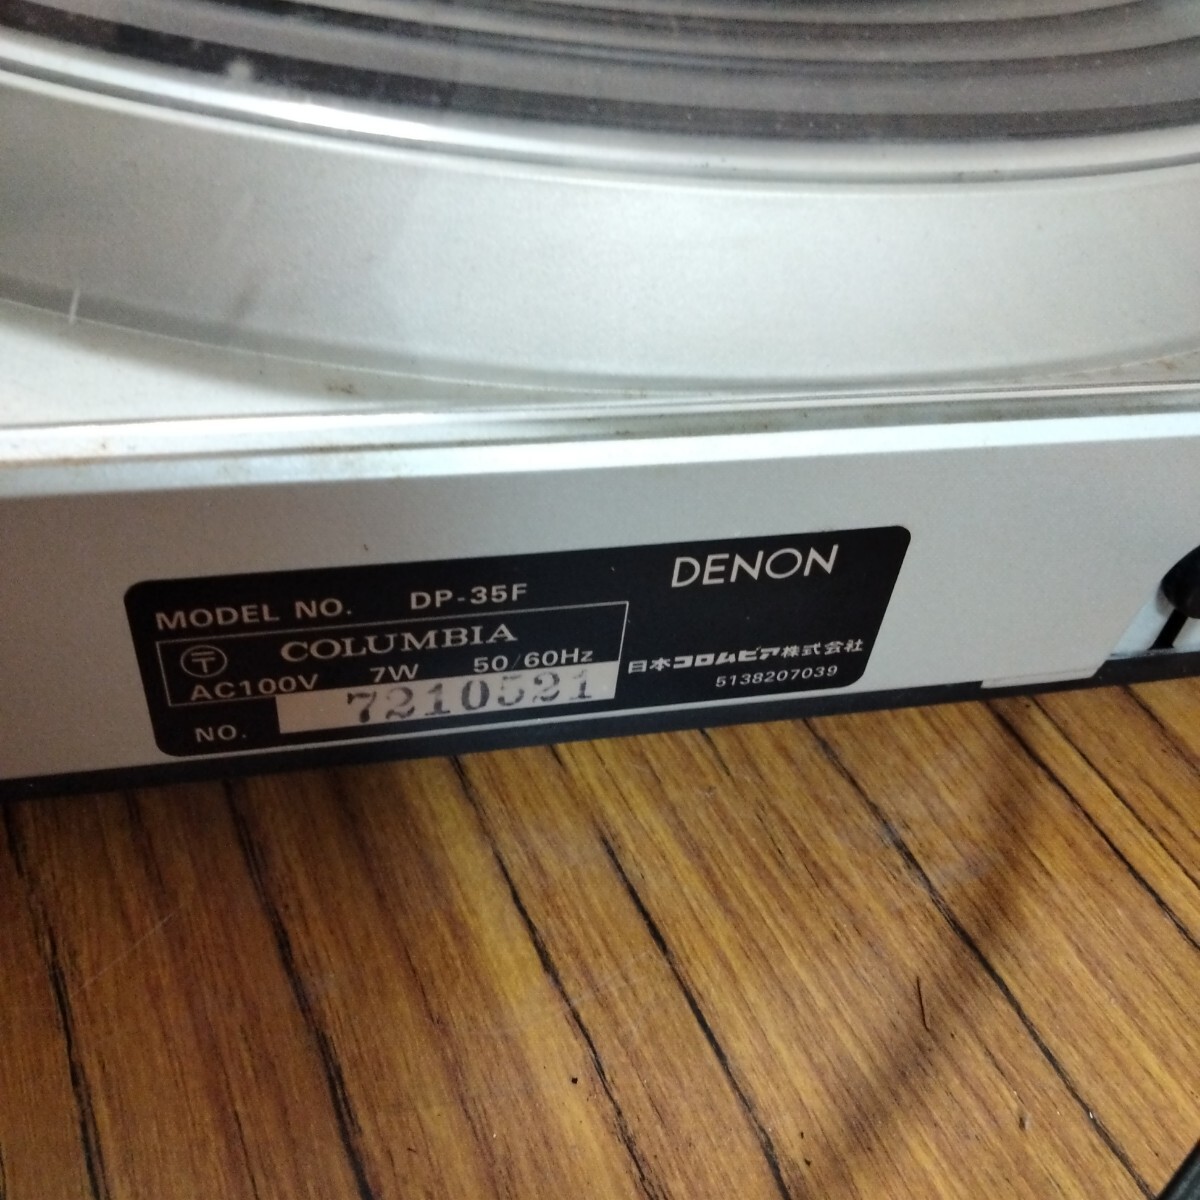 DENON
MODEL NO. DP-35F
COLUMBIA
〒
AC100V 7W 50/60Hz
日本コロムビア株式会社
NO. 7210521
5138207039